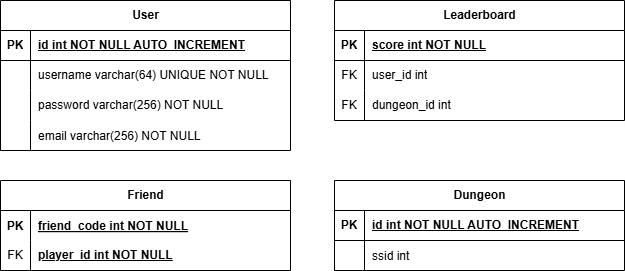 User
PK id int NOT NULL AUTO_INCREMENT
username varchar(64) UNIQUE NOT NULL
password varchar(256) NOT NULL
email varchar(256) NOT NULL
Leaderboard
PK score int NOT NULL
FK user_id int
FK dungeon_id int
Friend
PK friend_code int NOT NULL
FK player_id int NOT NULL
Dungeon
PK id int NOT NULL AUTO_INCREMENT
ssid int